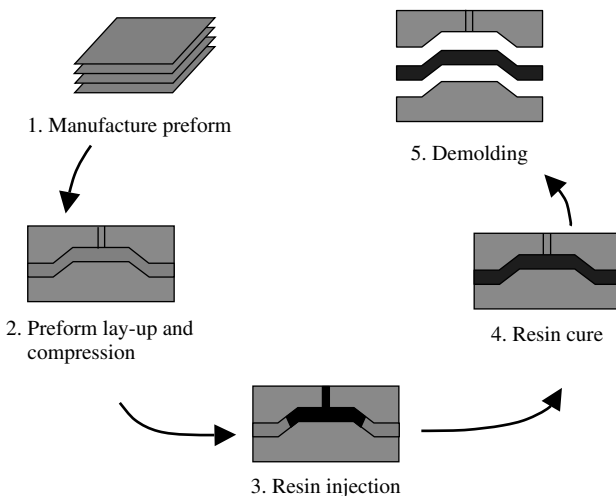 1. Manufacture preform
5. Demolding
2. Preform lay-up and
compression
4. Resin cure
3. Resin injection